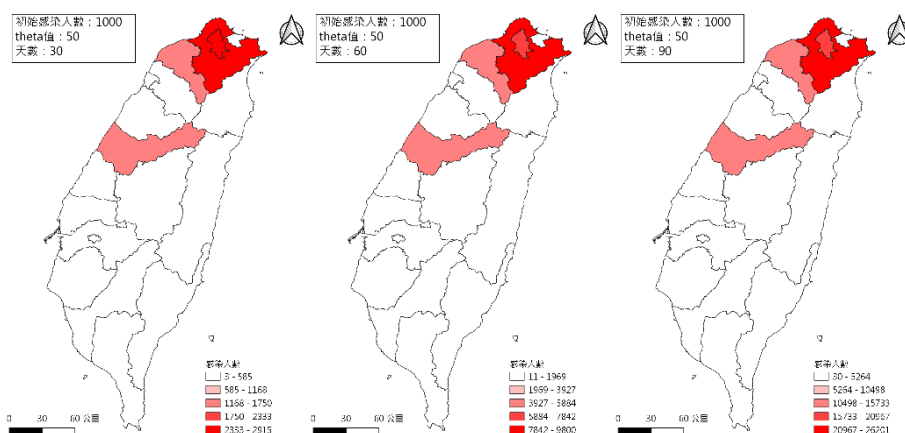 初始感染人數：1000
theta值：50
天數：30
感染人數
3 - 585
585 - 1168
1168 - 1750
1750 - 2333
2333 - 2915
0 30 60 公里
初始感染人數：1000
theta值：50
天數：60
感染人數
11 - 1969
1969 - 3927
3927 - 5884
5884 - 7842
7842 - 9800
0 30 60 公里
初始感染人數：1000
theta值：50
天數：90
感染人數
30 - 5264
5264 - 10498
10498 - 15733
15733 - 20967
20967 - 26201
0 30 60 公里